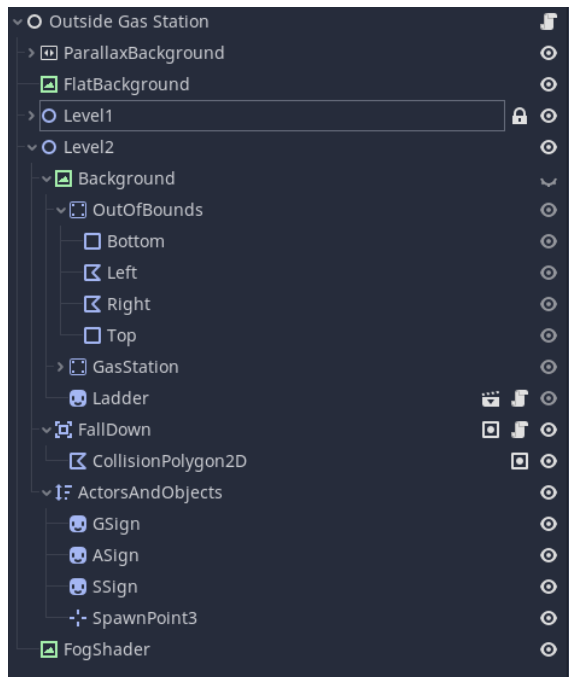 Outside Gas Station
ParallaxBackground
FlatBackground
Level1
Level2
Background
OutOfBounds
Bottom
Left
Right
Top
GasStation
Ladder
FallDown
CollisionPolygon2D
ActorsAndObjects
GSign
ASign
SSign
SpawnPoint3
FogShader